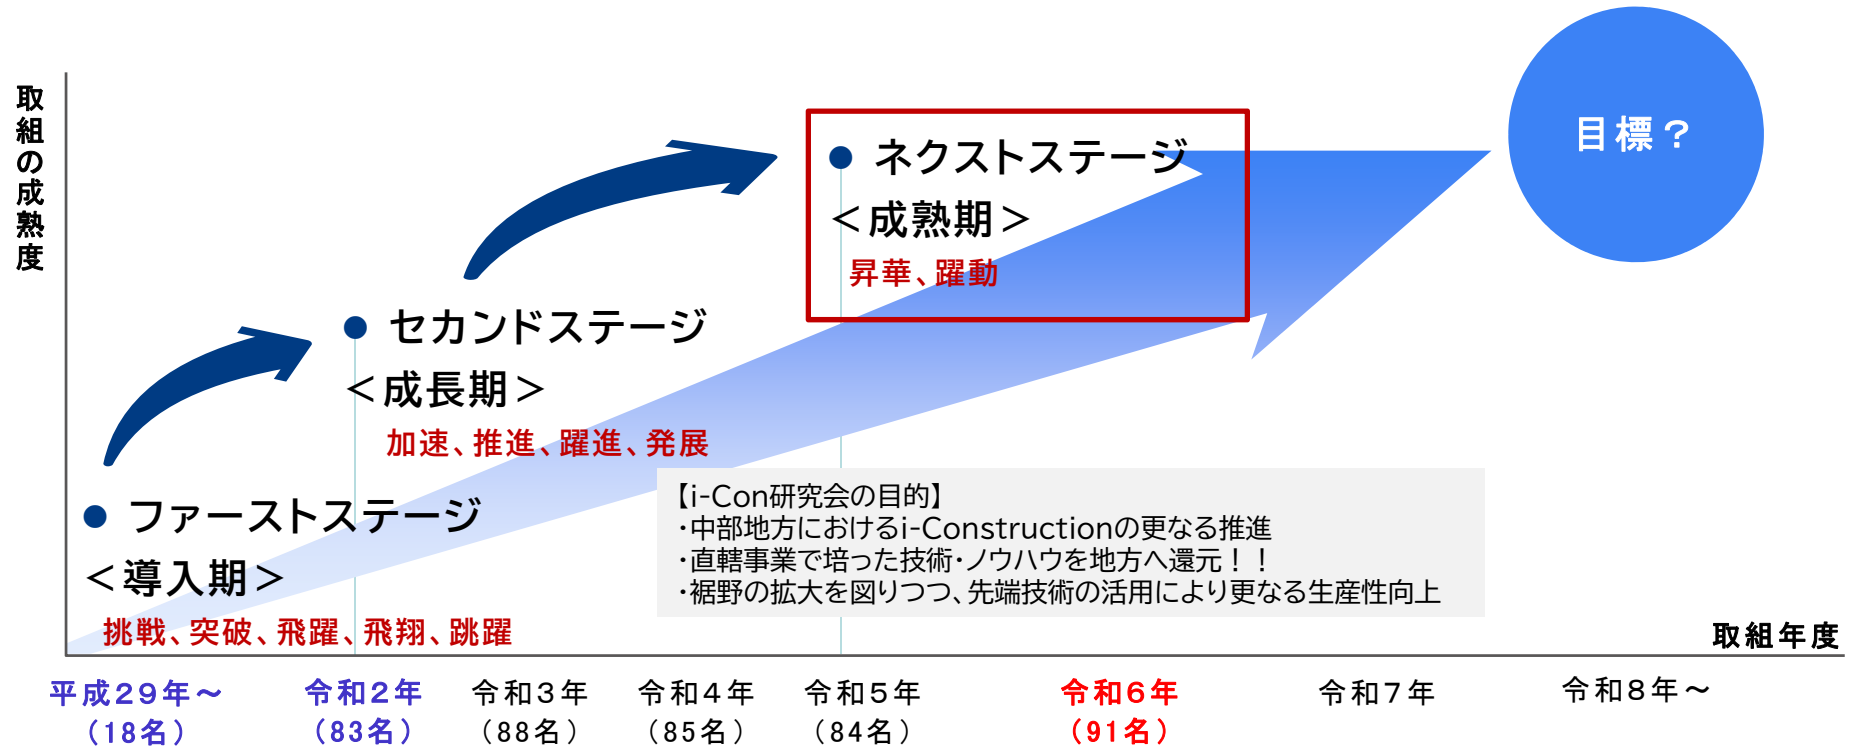 取組の成熟度
目標？
ネクストステージ
＜成熟期＞
昇華、躍動
セカンドステージ
＜成長期＞
加速、推進、躍進、発展
ファーストステージ
＜導入期＞
挑戦、突破、飛躍、飛翔、跳躍
【i-Con研究会の目的】
・中部地方におけるi-Constructionの更なる推進
・直轄事業で培った技術・ノウハウを地方へ還元！！
・裾野の拡大を図りつつ、先端技術の活用により更なる生産性向上
取組年度
平成29年～ 令和2年 令和3年 令和4年 令和5年 令和6年 令和7年 令和8年～
（18名） （83名） （88名） （85名） （84名） （91名）